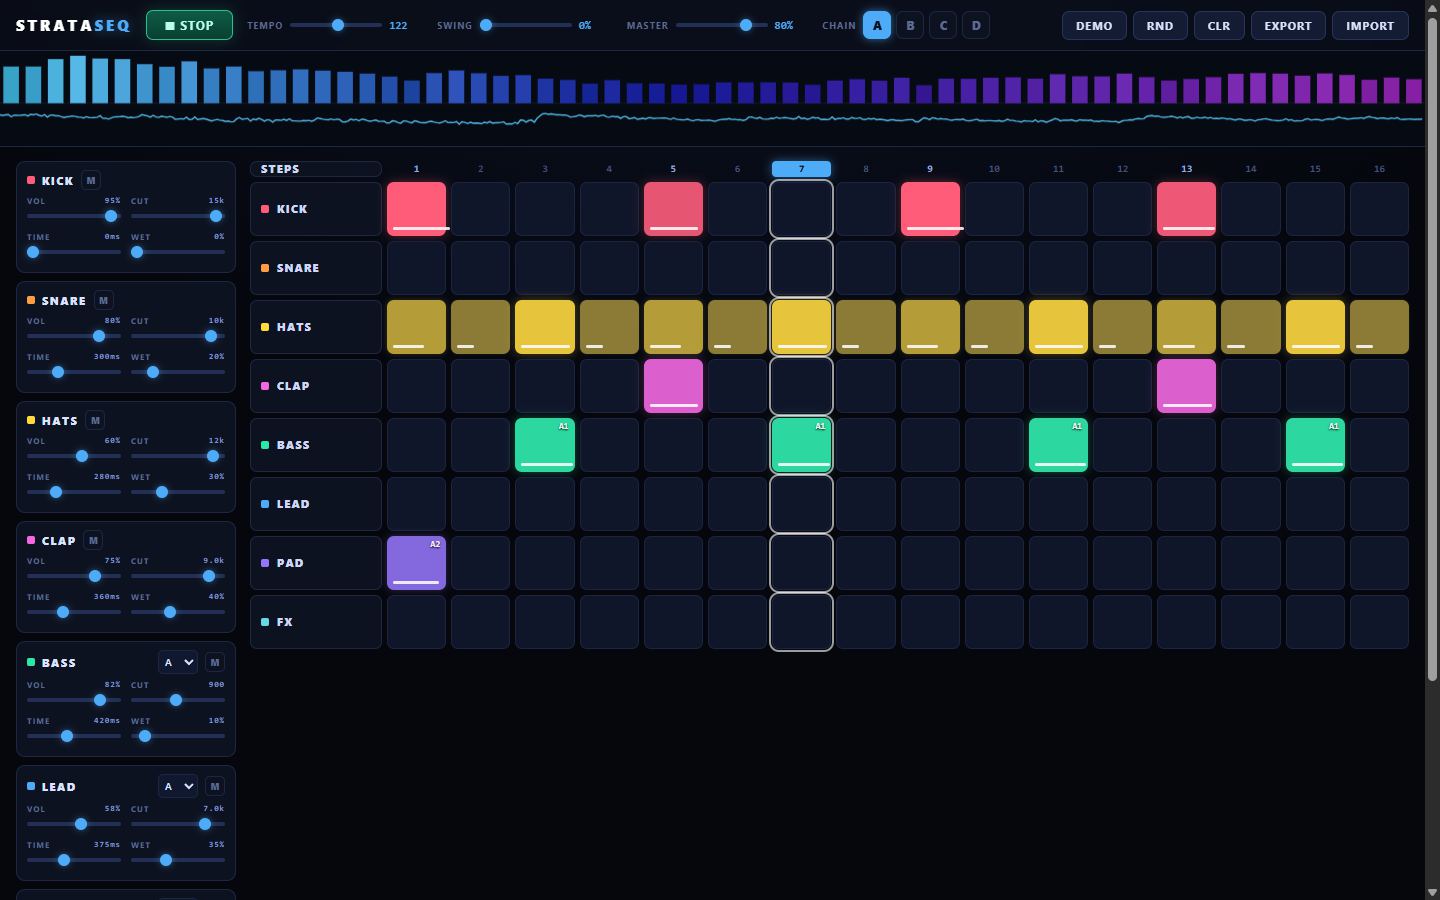 STRATASEQ ■ STOP TEMPO 122 SWING 0% MASTER 80% CHAIN A B C D DEMO RND CLR EXPORT IMPORT
KICK M
VOL 95% CUT 15k
TIME 0ms WET 0%
SNARE M
VOL 80% CUT 10k
TIME 300ms WET 20%
HATS M
VOL 60% CUT 12k
TIME 280ms WET 30%
CLAP M
VOL 75% CUT 9.0k
TIME 360ms WET 40%
BASS A M
VOL 82% CUT 900
TIME 420ms WET 10%
LEAD A M
VOL 58% CUT 7.0k
TIME 375ms WET 35%
STEPS 1 2 3 4 5 6 7 8 9 10 11 12 13 14 15 16
KICK
SNARE
HATS
CLAP
BASS A1 A1 A1 A1
LEAD
PAD A2
FX